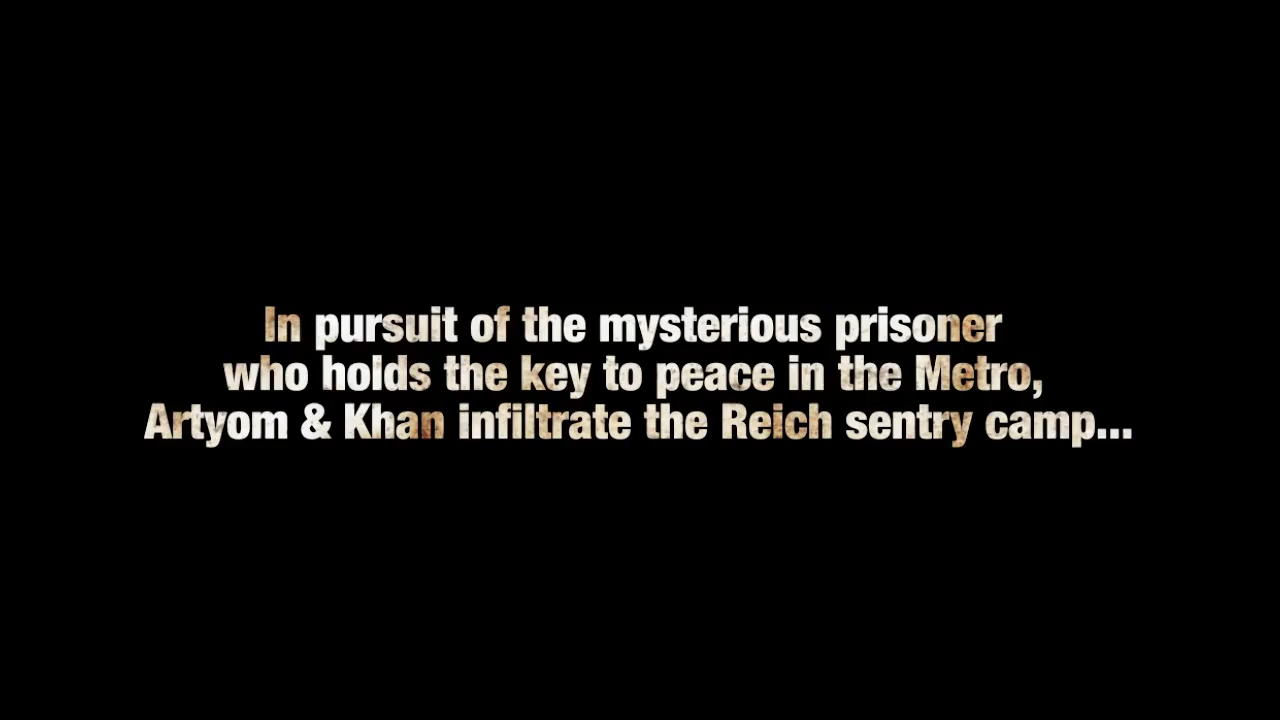 In pursuit of the mysterious prisoner
who holds the key to peace in the Metro,
Artyom & Khan infiltrate the Reich sentry camp...